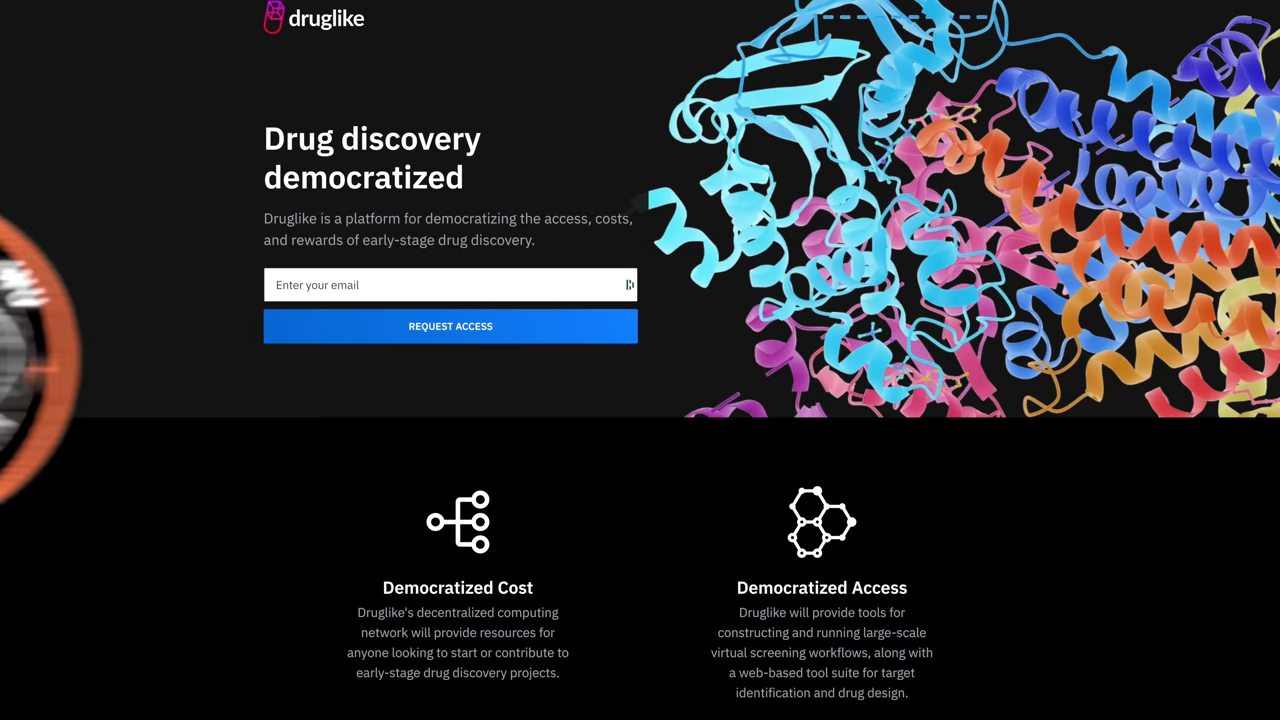 druglike
Drug discovery
democratized
Druglike is a platform for democratizing the access, costs,
and rewards of early-stage drug discovery.
Enter your email
REQUEST ACCESS
Democratized Cost
Druglike's decentralized computing
network will provide resources for
anyone looking to start or contribute to
early-stage drug discovery projects.
Democratized Access
Druglike will provide tools for
constructing and running large-scale
virtual screening workflows, along with
a web-based tool suite for target
identification and drug design.